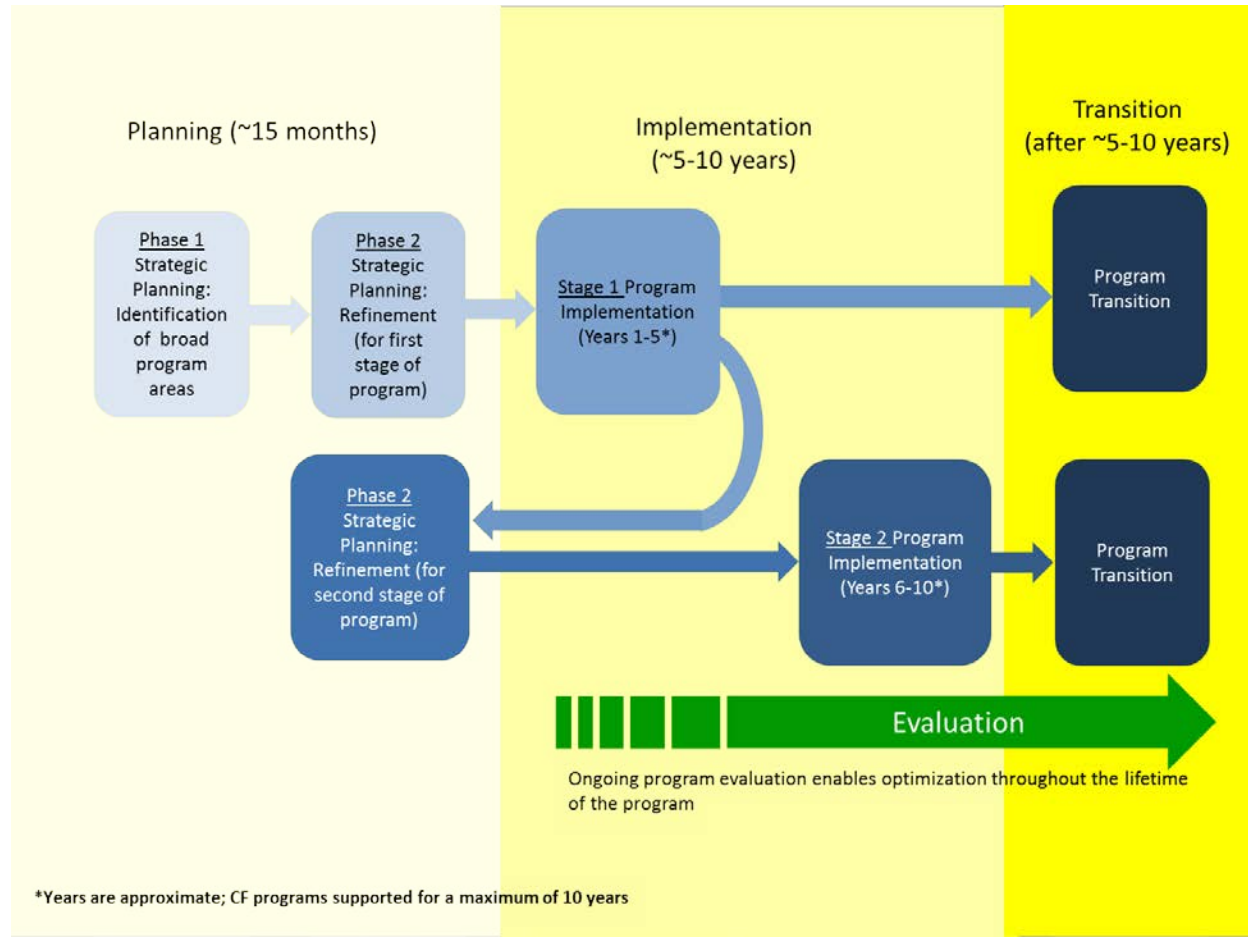 Planning (~15 months)
Implementation
(~5-10 years)
Transition
(after ~5-10 years)
Phase 1
Strategic
Planning:
Identification
of broad
program
areas
Phase 2
Strategic
Planning:
Refinement
(for first
stage of
program)
Stage 1 Program
Implementation
(Years 1-5*)
Program
Transition
Phase 2
Strategic
Planning:
Refinement (for
second stage of
program)
Stage 2 Program
Implementation
(Years 6-10*)
Program
Transition
Evaluation
Ongoing program evaluation enables optimization throughout the lifetime
of the program
*Years are approximate; CF programs supported for a maximum of 10 years